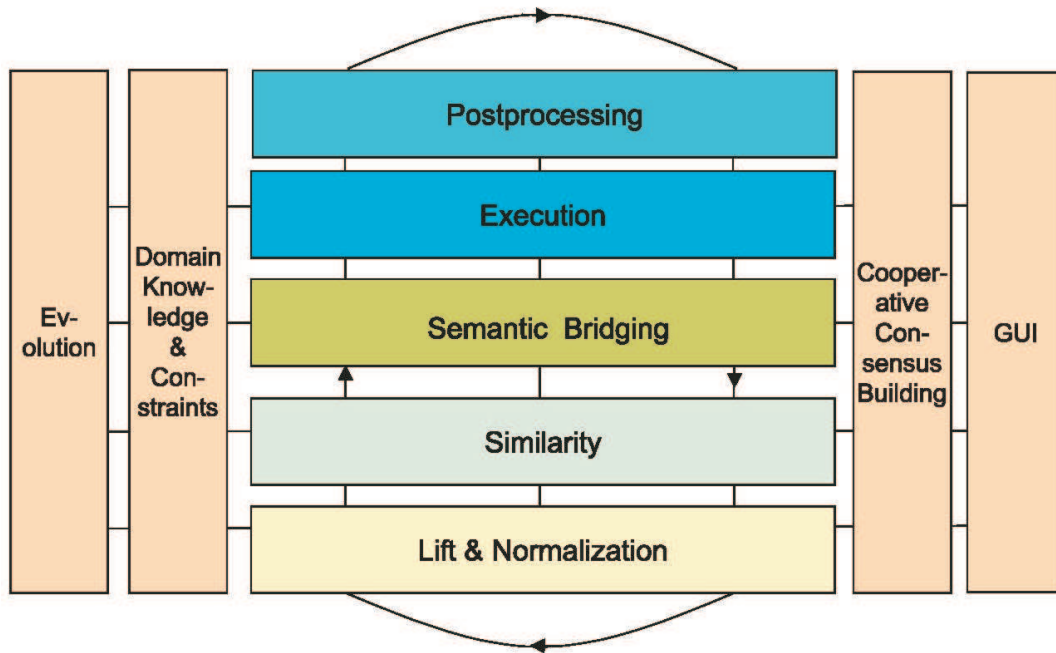 Postprocessing
Execution
Semantic Bridging
Similarity
Lift & Normalization
Ev-
olution
Domain
Know-
ledge
&
Con-
straints
Cooper-
ative
Con-
sensus
Building
GUI